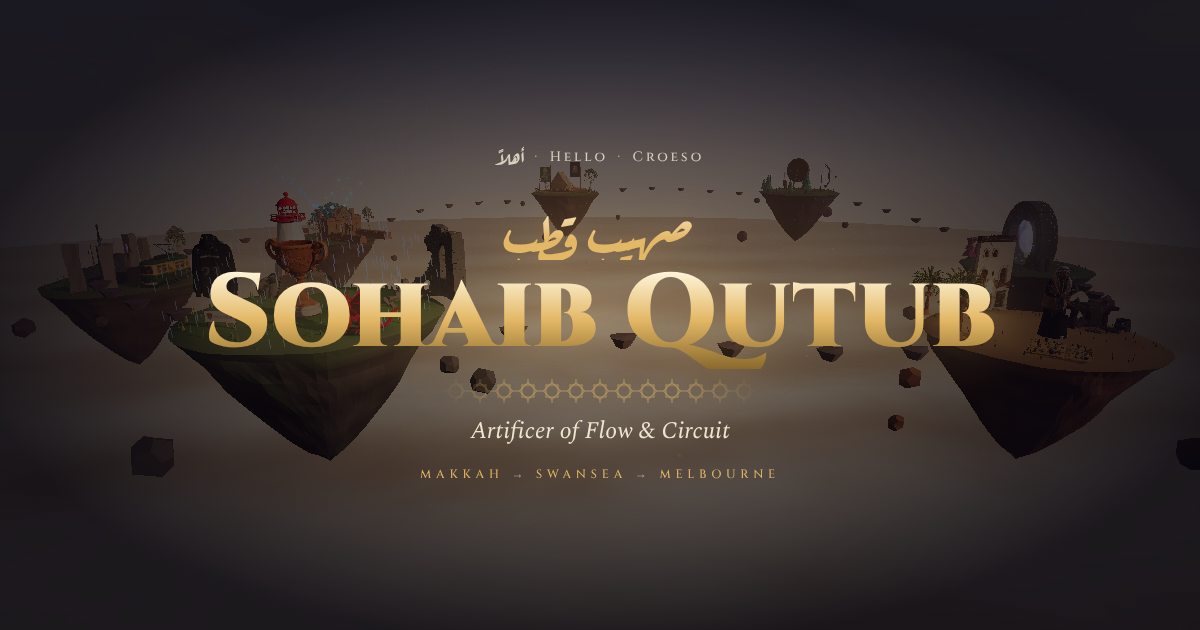 أهلاً · Hello · Croeso
صهيب قطب
Sohaib Qutub
Artificer of Flow & Circuit
MAKKAH → SWANSEA → MELBOURNE